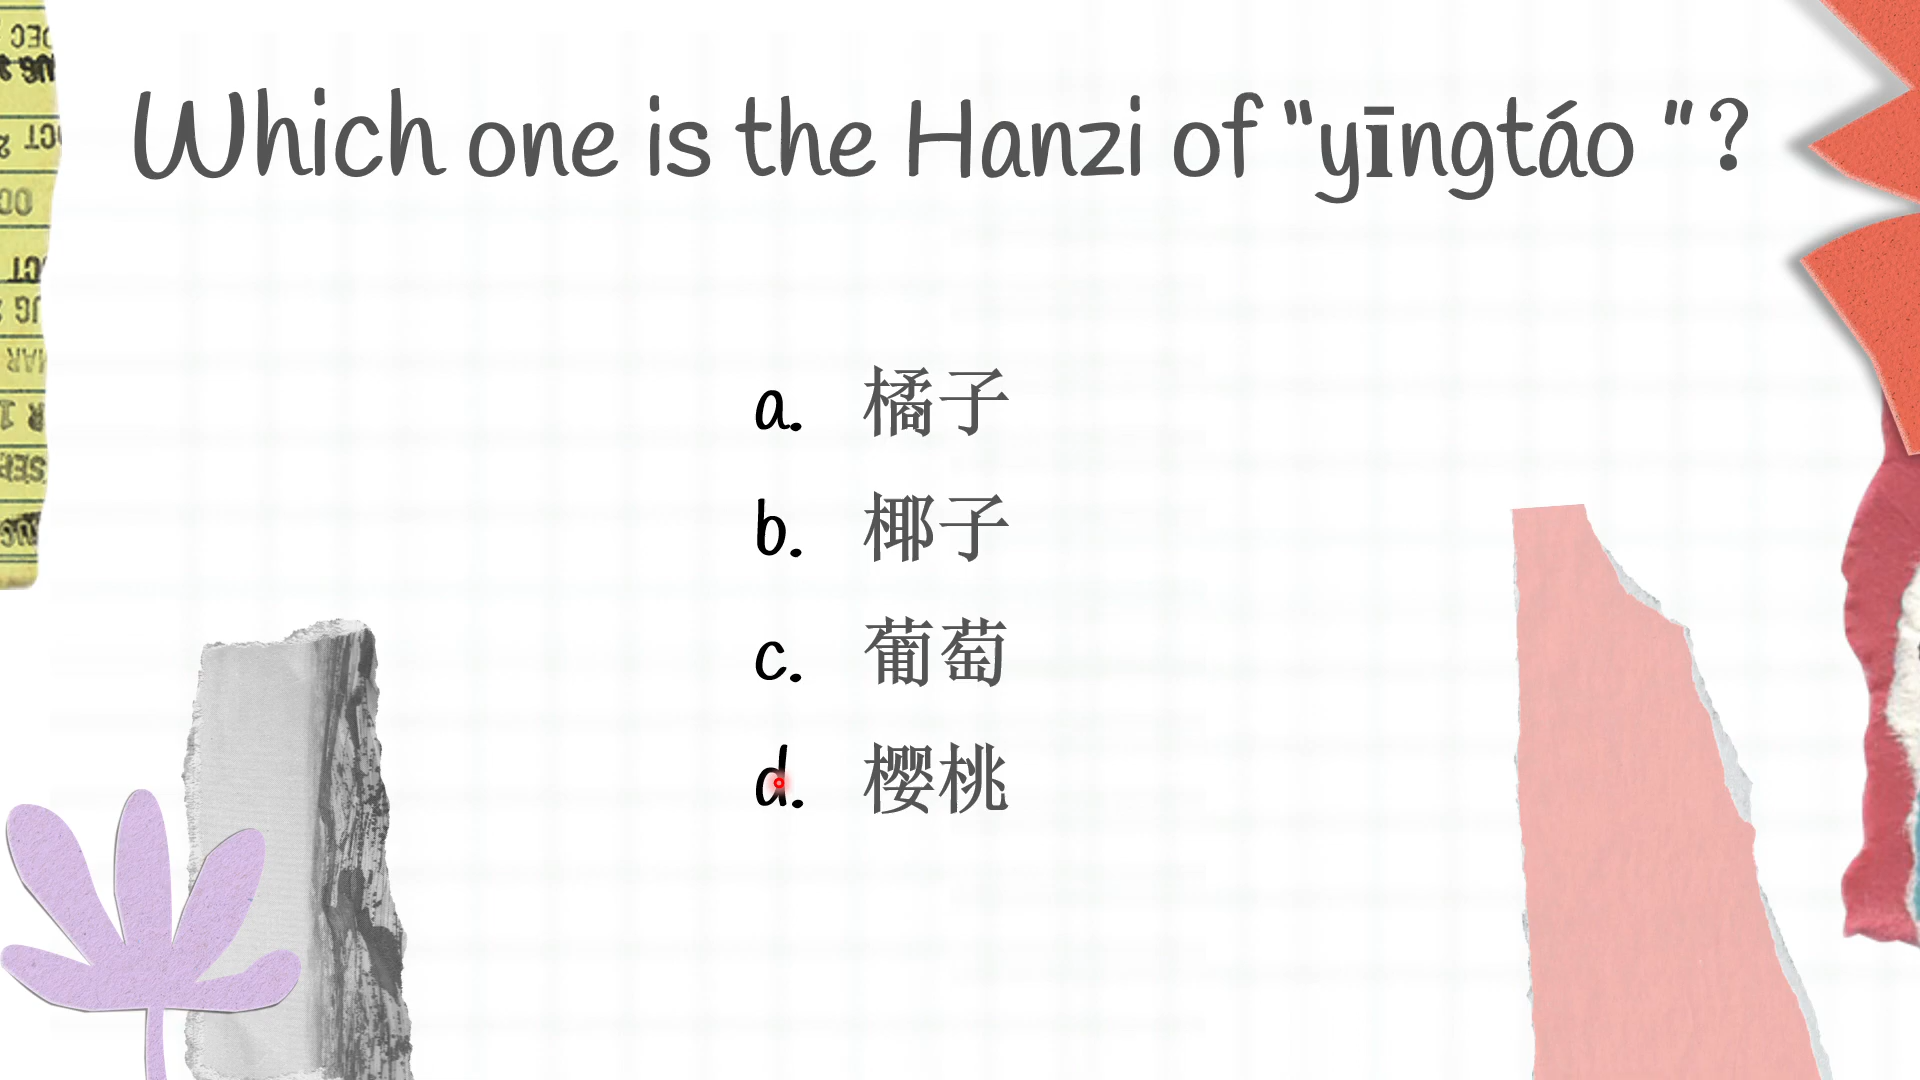 Which one is the Hanzi of "yīngtáo "?
a. 橘子
b. 椰子
c. 葡萄
d. 樱桃